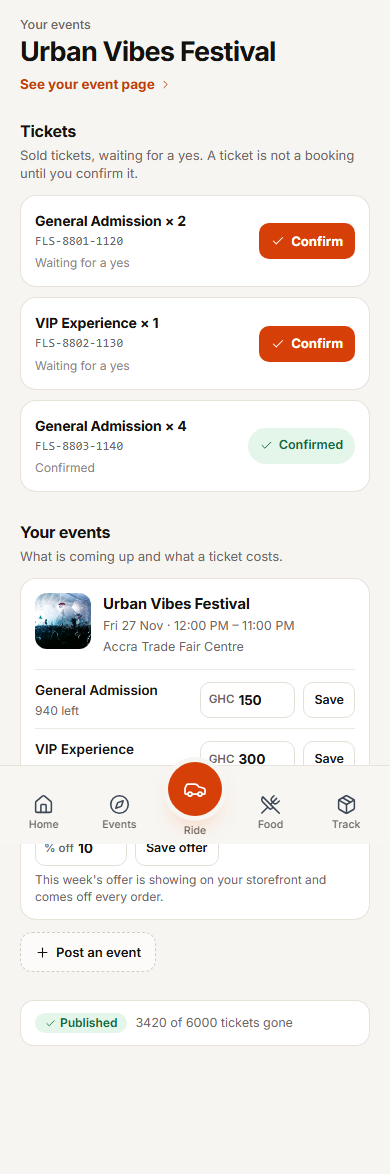 Your events
Urban Vibes Festival
See your event page
Tickets
Sold tickets, waiting for a yes. A ticket is not a booking
until you confirm it.
General Admission × 2
FLS-8801-1120
Waiting for a yes
Confirm
VIP Experience × 1
FLS-8802-1130
Waiting for a yes
Confirm
General Admission × 4
FLS-8803-1140
Confirmed
Confirmed
Your events
What is coming up and what a ticket costs.
Urban Vibes Festival
Fri 27 Nov · 12:00 PM – 11:00 PM
Accra Trade Fair Centre
General Admission
940 left
GHC 150
Save
VIP Experience
GHC 300
Save
Home
Events
Ride
Food
Track
% off 10
Save offer
This week's offer is showing on your storefront and
comes off every order.
Post an event
Published
3420 of 6000 tickets gone